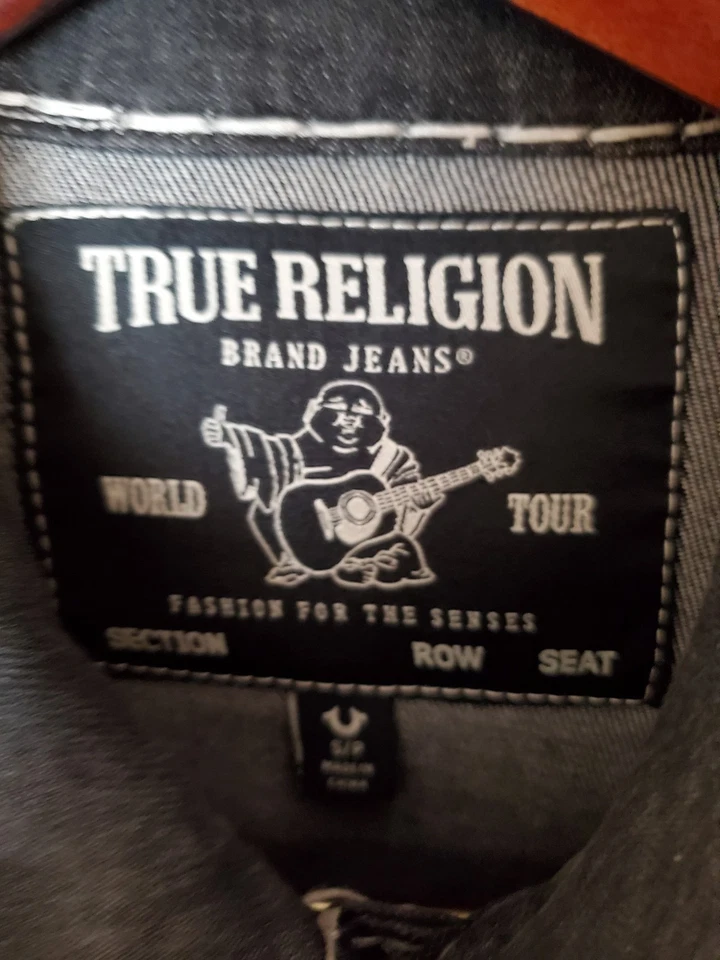 TRUE RELIGION
BRAND JEANS®
WORLD TOUR
FASHION FOR THE SENSES
SECTION ROW SEAT
S/P